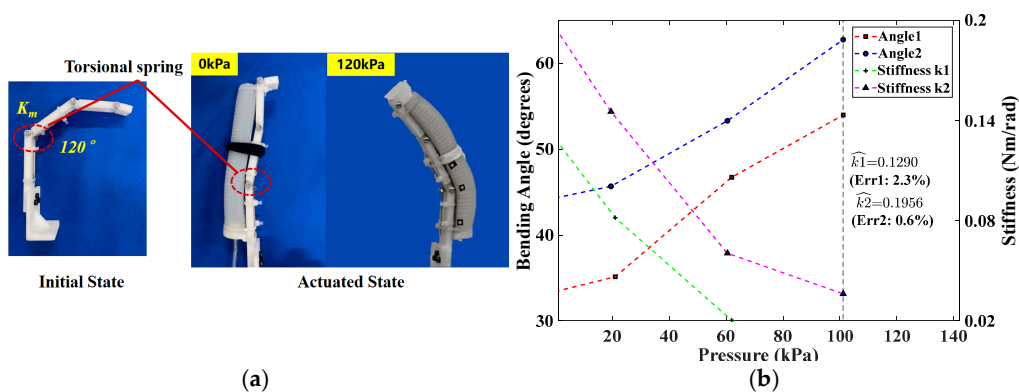 (a)
Torsional spring
0kPa
120kPa
K_m
120°
Initial State
Actuated State
Bending Angle (degrees)
60
50
40
30
Angle1
Angle2
Stiffness k1
Stiffness k2
k̂1=0.1290
(Err1: 2.3%)
k̂2=0.1956
(Err2: 0.6%)
0.2
0.14
0.08
0.02
Stiffness (Nm/rad)
0 20 40 60 80 100 120 140
Pressure (kPa)
(a)
(b)